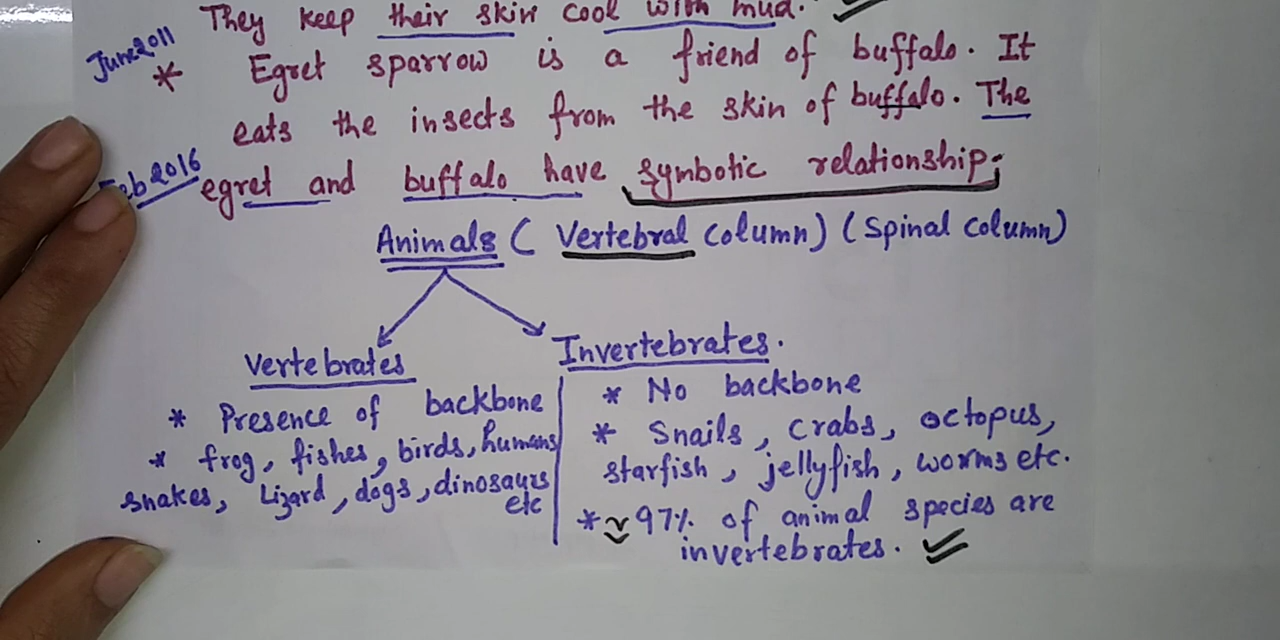 They keep their skin cool with mud.
June2011
* Egret sparrow is a friend of buffalo. It
eats the insects from the skin of buffalo. The
Feb 2016
egret and buffalo have symbotic relationship.
Animals ( Vertebral column) (Spinal column)
Vertebrates
* Presence of backbone
* frog, fishes, birds, humans
snakes, Lizard, dogs, dinosaurs
etc
Invertebrates.
* No backbone
* Snails, crabs, octopus,
starfish, jellyfish, worms etc.
* ~ 97% of animal species are
invertebrates.